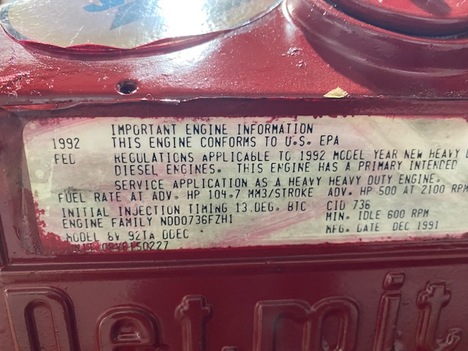 IMPORTANT ENGINE INFORMATION
1992 THIS ENGINE CONFORMS TO U.S. EPA
FED REGULATIONS APPLICABLE TO 1992 MODEL YEAR NEW HEAVY
DIESEL ENGINES. THIS ENGINE HAS A PRIMARY INTENDED
SERVICE APPLICATION AS A HEAVY HEAVY DUTY ENGINE.
FUEL RATE AT ADV. HP 104.7 MM3/STROKE ADV. HP 500 AT 2100 RPM
INITIAL INJECTION TIMING 13.DEG. BTC CID 736
ENGINE FAMILY NDD0736FZH1 MIN. IDLE 600 RPM
MODEL 8V 92TA DDEC MFG. DATE DEC 1991
Detroit